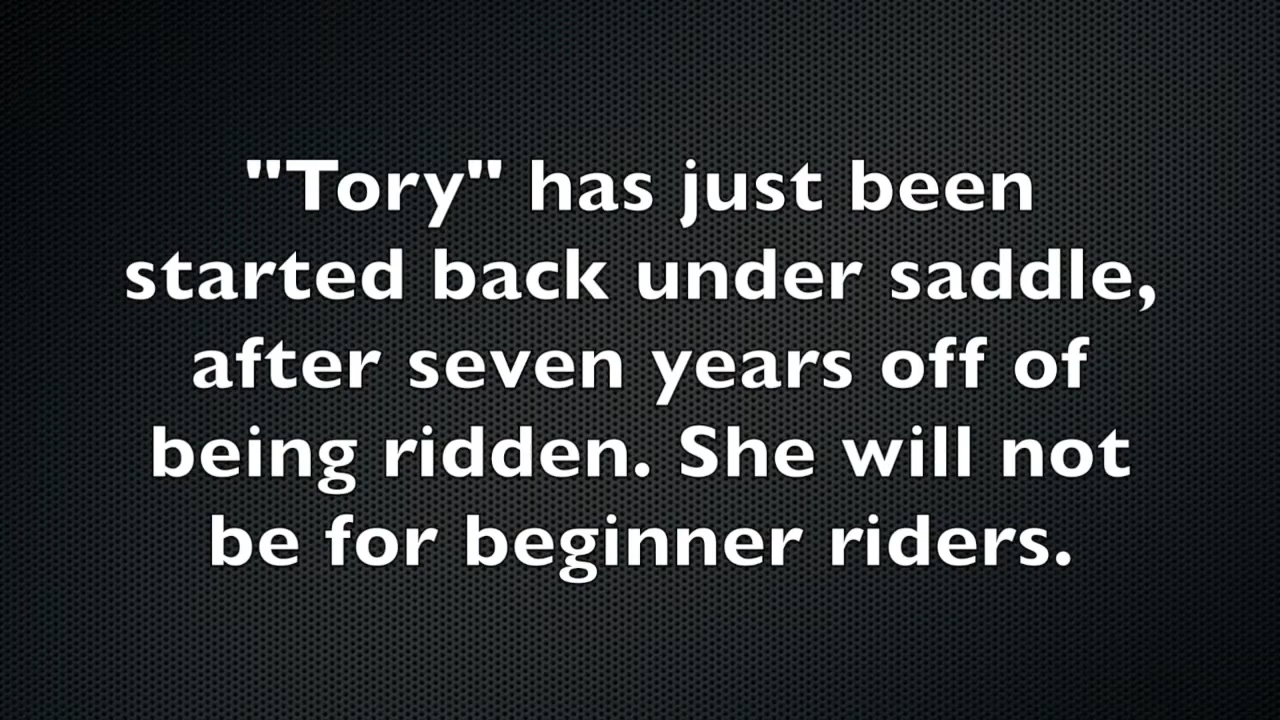 "Tory" has just been
started back under saddle,
after seven years off of
being ridden. She will not
be for beginner riders.